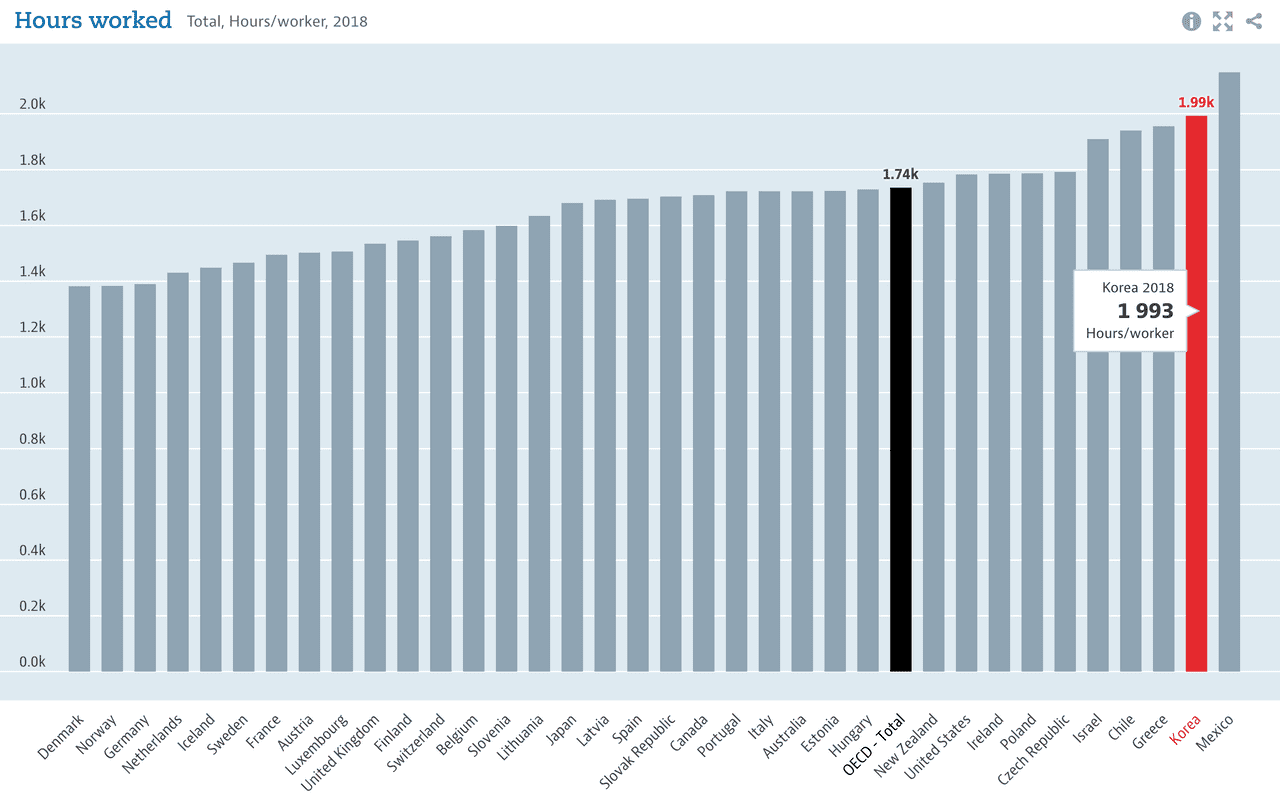 Hours worked Total, Hours/worker, 2018
2.0k
1.8k
1.6k
1.4k
1.2k
1.0k
0.8k
0.6k
0.4k
0.2k
0.0k
1.74k
1.99k
Korea 2018
1 993
Hours/worker
Denmark
Norway
Germany
Netherlands
Iceland
Sweden
France
Austria
Luxembourg
United Kingdom
Finland
Switzerland
Belgium
Slovenia
Lithuania
Japan
Latvia
Spain
Slovak Republic
Canada
Portugal
Italy
Australia
Estonia
Hungary
OECD - Total
New Zealand
United States
Ireland
Poland
Czech Republic
Israel
Chile
Greece
Korea
Mexico